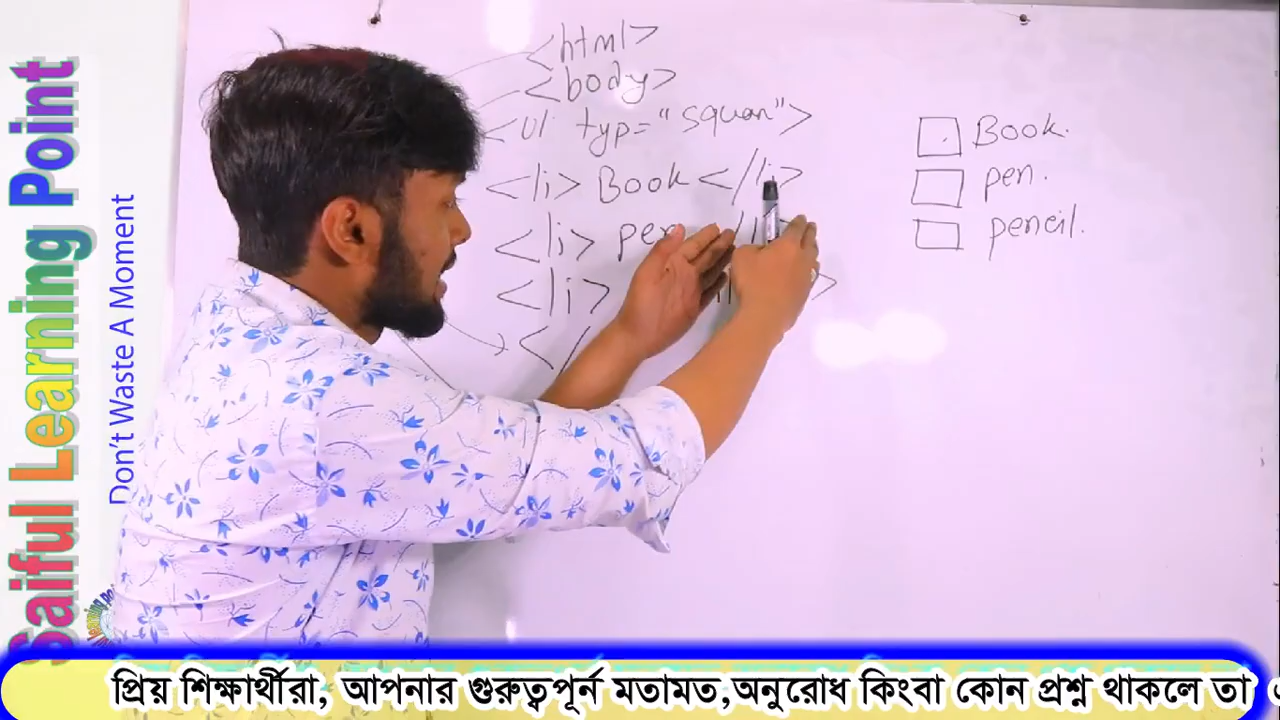 Saiful Learning Point
Don't Waste A Moment
<html>
<body>
<ul typ="squar">
<li> Book </li>
<li> pen
<li>
</
Book.
pen.
pencil.
প্রিয় শিক্ষার্থীরা, আপনার গুরুত্বপূর্ন মতামত,অনুরোধ কিংবা কোন প্রশ্ন থাকলে তা